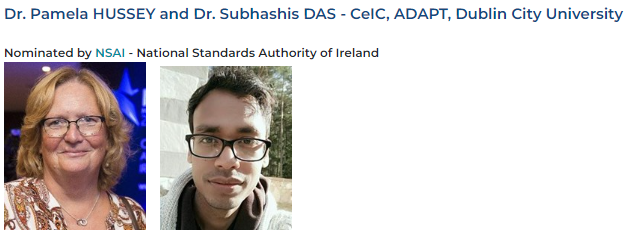 Dr. Pamela HUSSEY and Dr. Subhashis DAS - CeIC, ADAPT, Dublin City University
Nominated by NSAI - National Standards Authority of Ireland